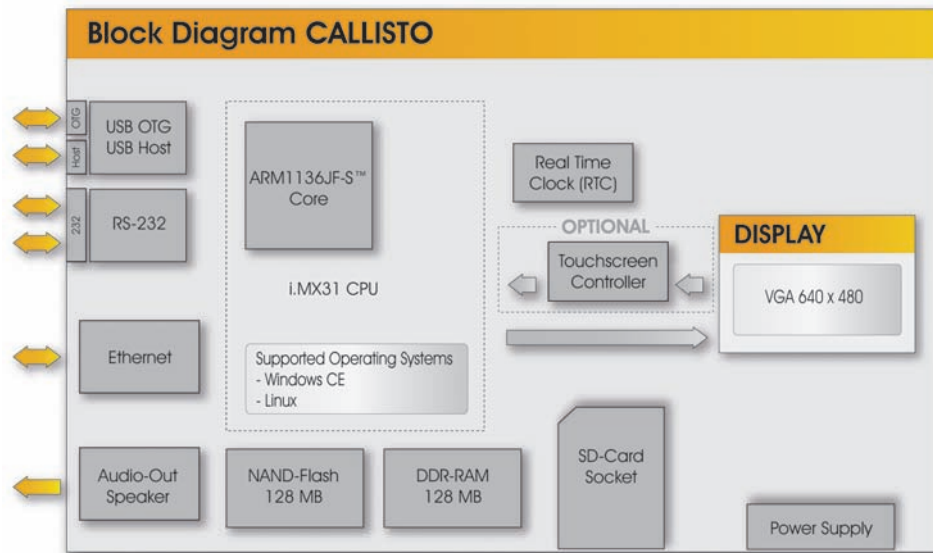 Block Diagram CALLISTO
OTG
Host
USB OTG
USB Host
232
RS-232
Ethernet
Audio-Out
Speaker
ARM1136JF-S™
Core
i.MX31 CPU
Supported Operating Systems
- Windows CE
- Linux
NAND-Flash
128 MB
DDR-RAM
128 MB
Real Time
Clock (RTC)
OPTIONAL
Touchscreen
Controller
DISPLAY
VGA 640 x 480
SD-Card
Socket
Power Supply